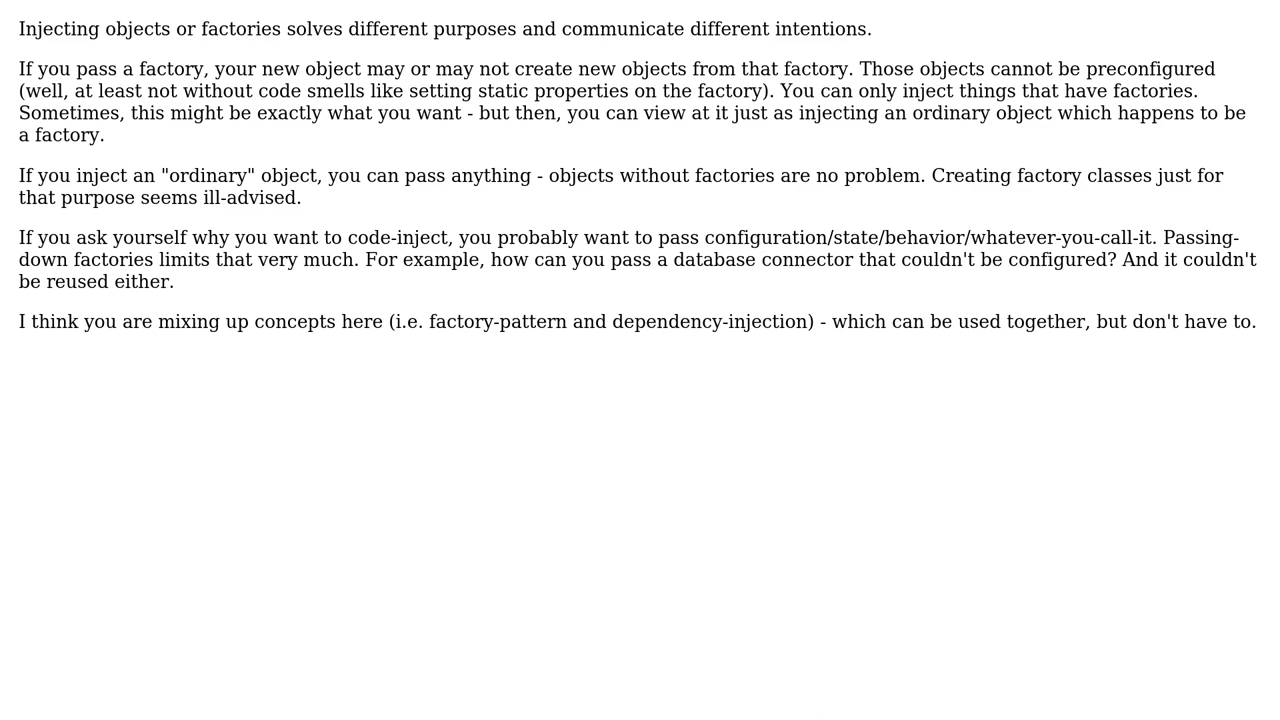 Injecting objects or factories solves different purposes and communicate different intentions.
If you pass a factory, your new object may or may not create new objects from that factory. Those objects cannot be preconfigured
(well, at least not without code smells like setting static properties on the factory). You can only inject things that have factories.
Sometimes, this might be exactly what you want - but then, you can view at it just as injecting an ordinary object which happens to be
a factory.
If you inject an "ordinary" object, you can pass anything - objects without factories are no problem. Creating factory classes just for
that purpose seems ill-advised.
If you ask yourself why you want to code-inject, you probably want to pass configuration/state/behavior/whatever-you-call-it. Passing-
down factories limits that very much. For example, how can you pass a database connector that couldn't be configured? And it couldn't
be reused either.
I think you are mixing up concepts here (i.e. factory-pattern and dependency-injection) - which can be used together, but don't have to.